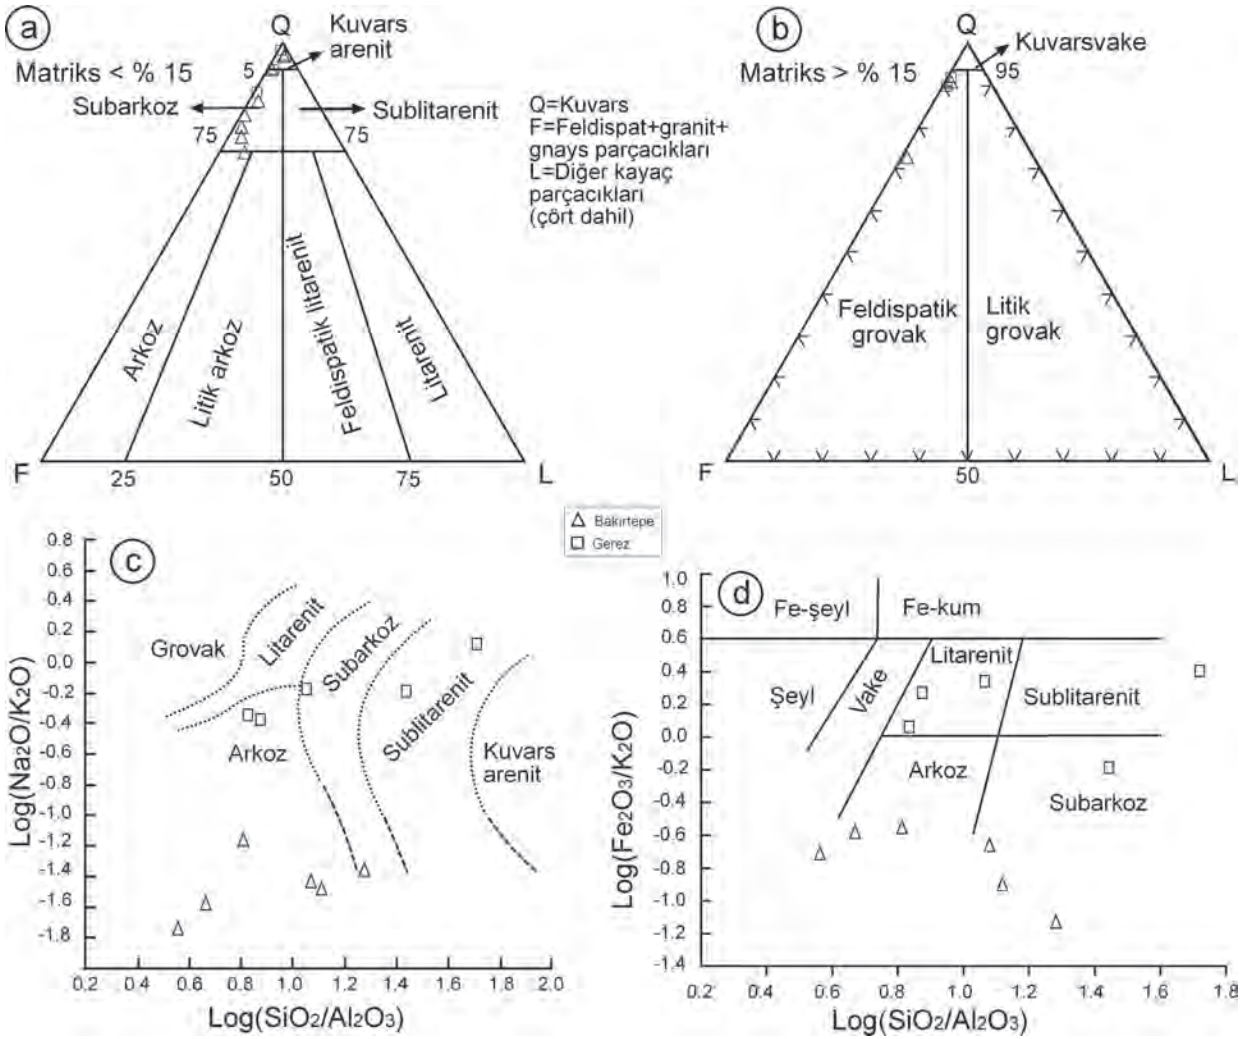 a
Q
Kuvars
arenit
Matriks < % 15
5
Subarkoz
Sublitarenit
75
75
Arkoz
Litik arkoz
Feldispatik litarenit
Litarenit
F
25
50
75
L
Q=Kuvars
F=Feldispat+granit+
gnays parçacıkları
L=Diğer kayaç
parçacıkları
(çört dahil)
b
Q
Kuvarsvake
Matriks > % 15
95
Feldispatik
grovak
Litik
grovak
F
50
L
Bakırtepe
Gerez
c
0.8
0.6
0.4
0.2
0.0
-0.2
-0.4
-0.6
-0.8
-1.0
-1.2
-1.4
-1.6
-1.8
Log(Na2O/K2O)
Grovak
Litarenit
Subarkoz
Sublitarenit
Arkoz
Kuvars
arenit
0.2
0.4
0.6
0.8
1.0
1.2
1.4
1.6
1.8
2.0
Log(SiO2/Al2O3)
d
1.0
0.8
0.6
0.4
0.2
0.0
-0.2
-0.4
-0.6
-0.8
-1.0
-1.2
-1.4
Log(Fe2O3/K2O)
Fe-şeyl
Fe-kum
Şeyl
Vake
Litarenit
Sublitarenit
Arkoz
Subarkoz
0.2
0.4
0.6
0.8
1.0
1.2
1.4
1.6
1.8
Log(SiO2/Al2O3)